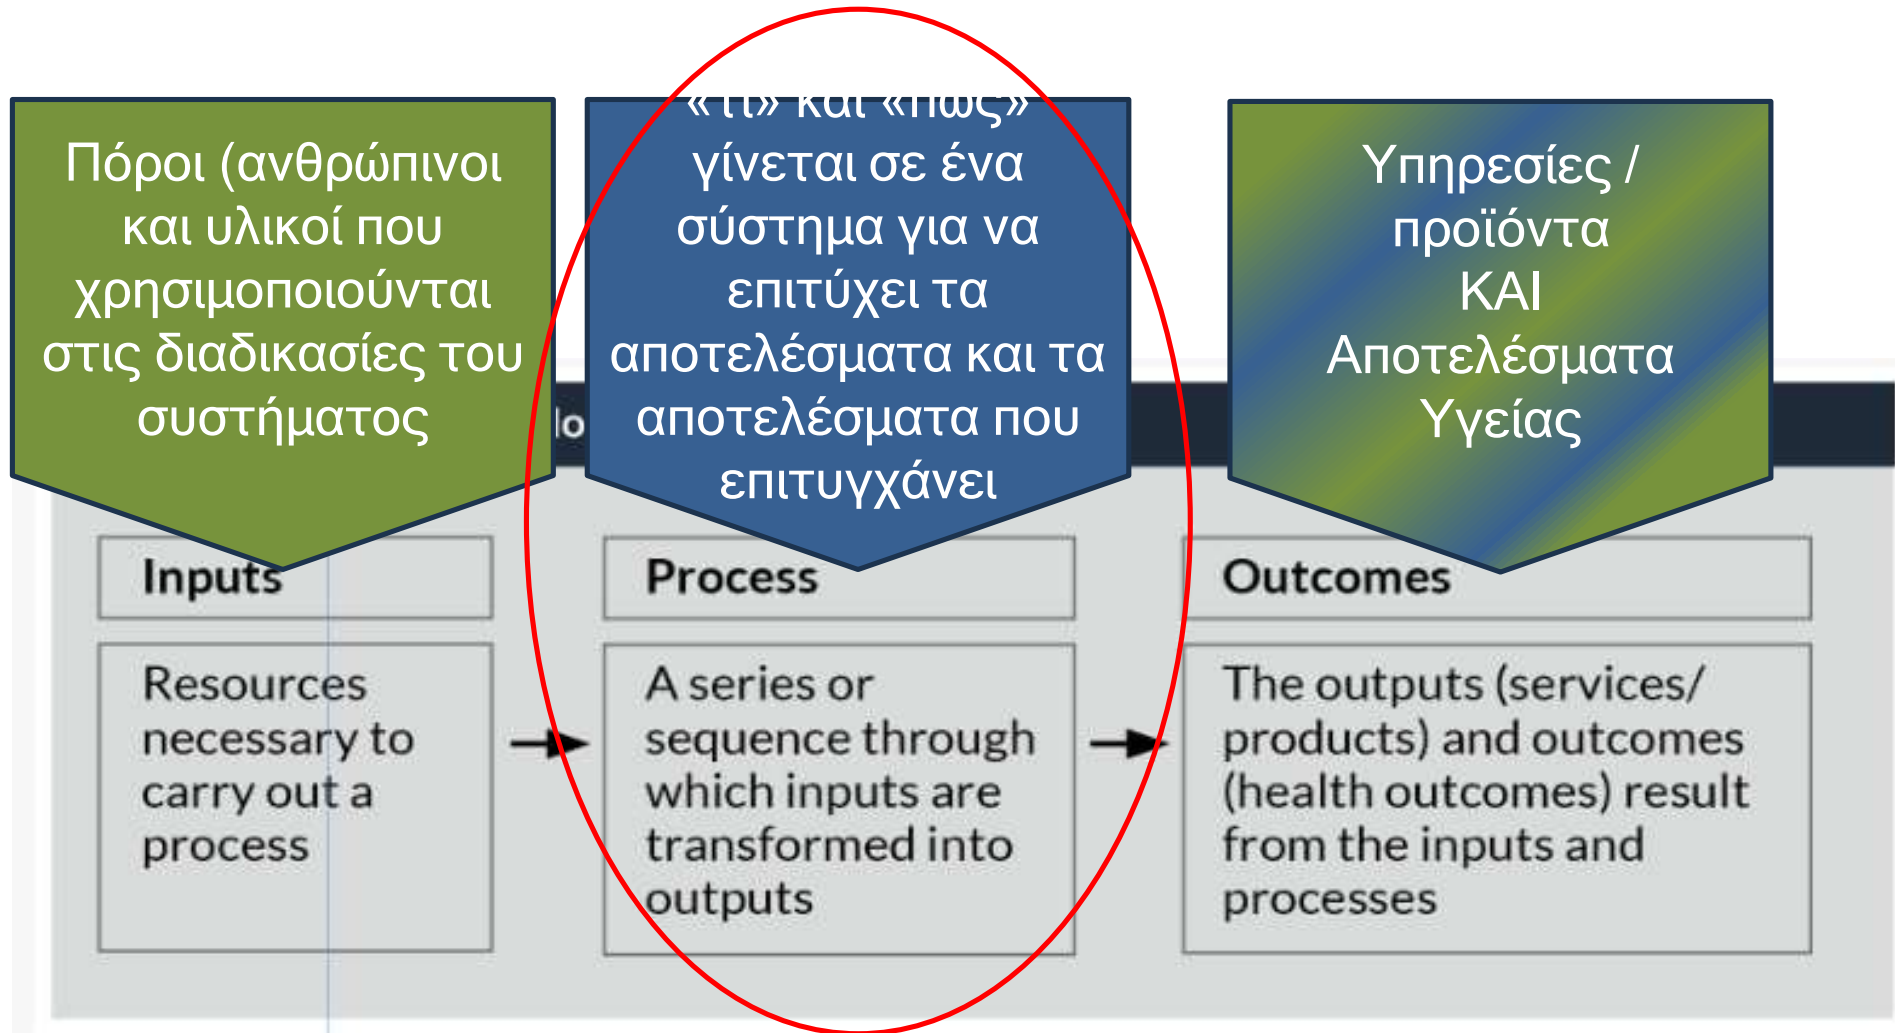 Πόροι (ανθρώπινοι
και υλικοί που
χρησιμοποιούνται
στις διαδικασίες του
συστήματος
«τι» και «πως»
γίνεται σε ένα
σύστημα για να
επιτύχει τα
αποτελέσματα και τα
αποτελέσματα που
επιτυγχάνει
Υπηρεσίες /
προϊόντα
ΚΑΙ
Αποτελέσματα
Υγείας
Inputs
Resources
necessary to
carry out a
process
Process
A series or
sequence through
which inputs are
transformed into
outputs
Outcomes
The outputs (services/
products) and outcomes
(health outcomes) result
from the inputs and
processes